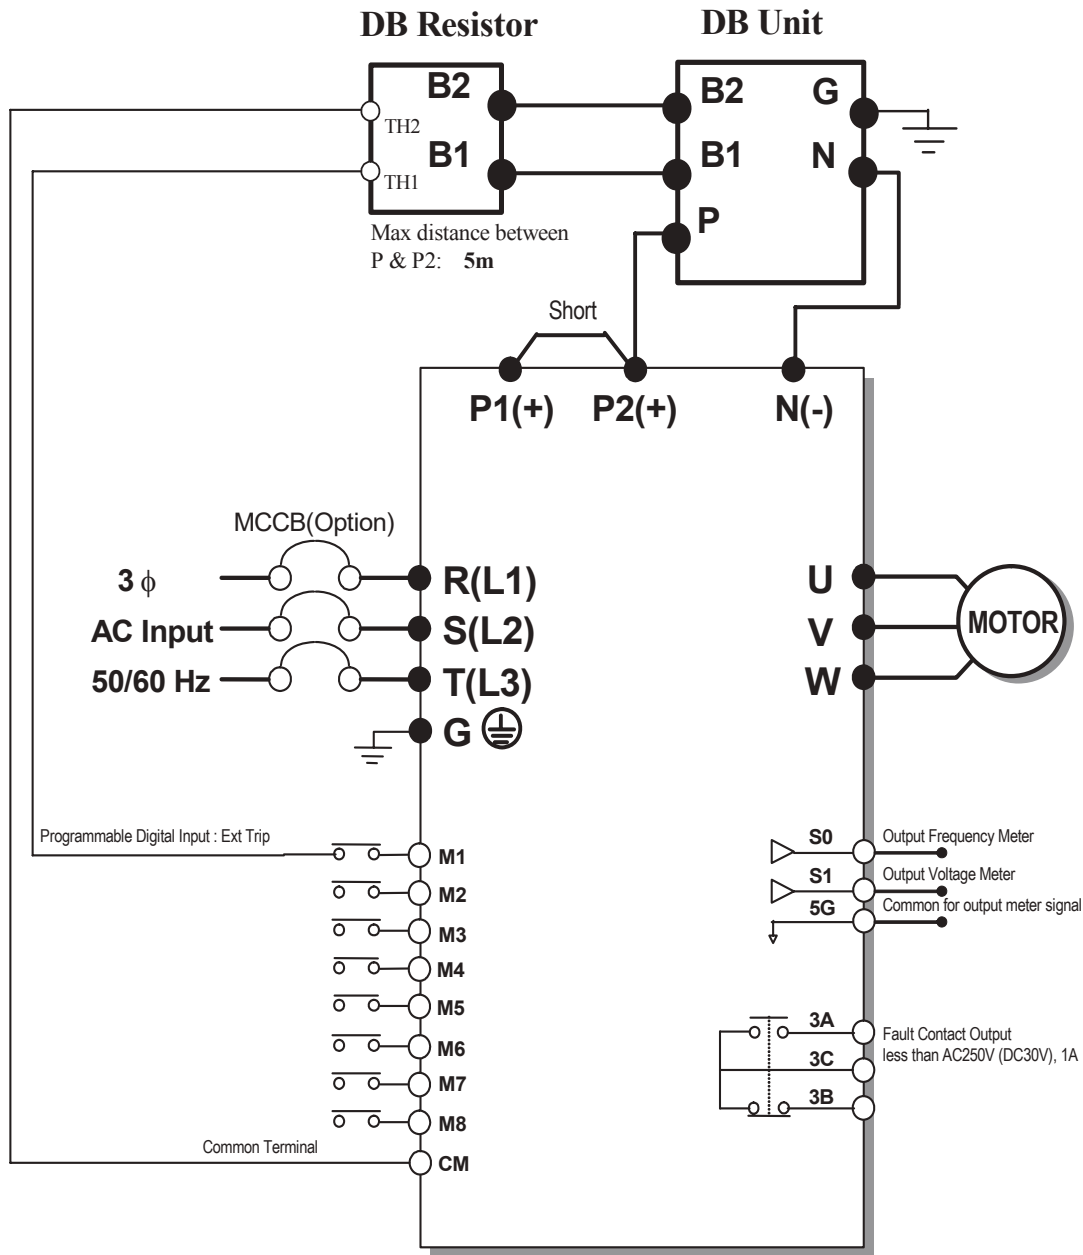 DB Resistor
DB Unit
B2
TH2
B1
TH1
B2
G
B1
N
P
Max distance between
P & P2: 5m
Short
P1(+)
P2(+)
N(-)
MCCB(Option)
3 ϕ
R(L1)
AC Input
S(L2)
50/60 Hz
T(L3)
G
U
V
W
MOTOR
Programmable Digital Input : Ext Trip
M1
M2
M3
M4
M5
M6
M7
M8
Common Terminal
CM
S0
Output Frequency Meter
S1
Output Voltage Meter
5G
Common for output meter signal
3A
Fault Contact Output
less than AC250V (DC30V), 1A
3C
3B